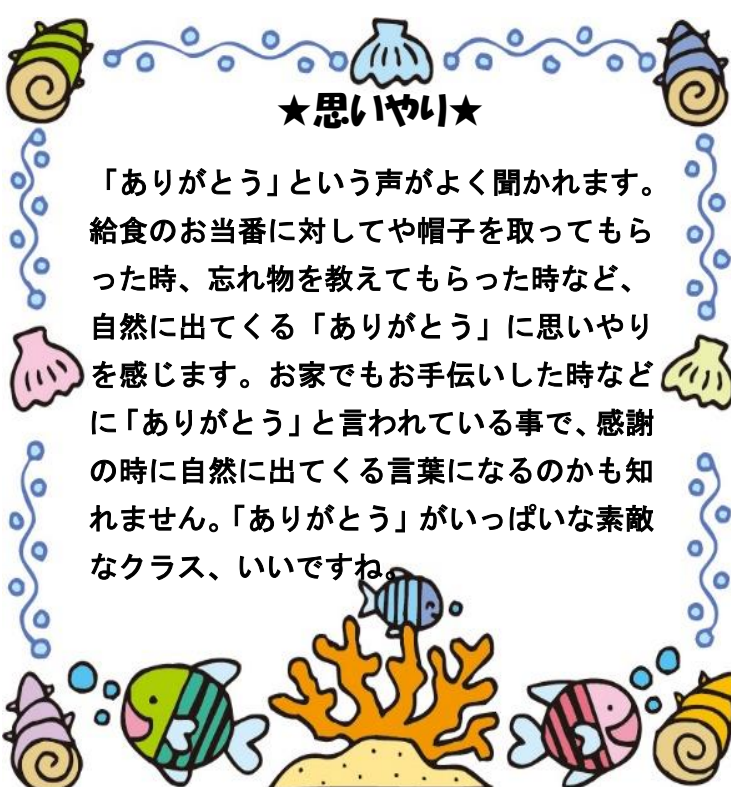 ★思いやり★
「ありがとう」という声がよく聞かれます。
給食のお当番に対してや帽子を取ってもら
った時、忘れ物を教えてもらった時など、
自然に出てくる「ありがとう」に思いやり
を感じます。お家でもお手伝いした時など
に「ありがとう」と言われている事で、感謝
の時に自然に出てくる言葉になるのかも知
れません。「ありがとう」がいっぱいな素敵
なクラス、いいですね。